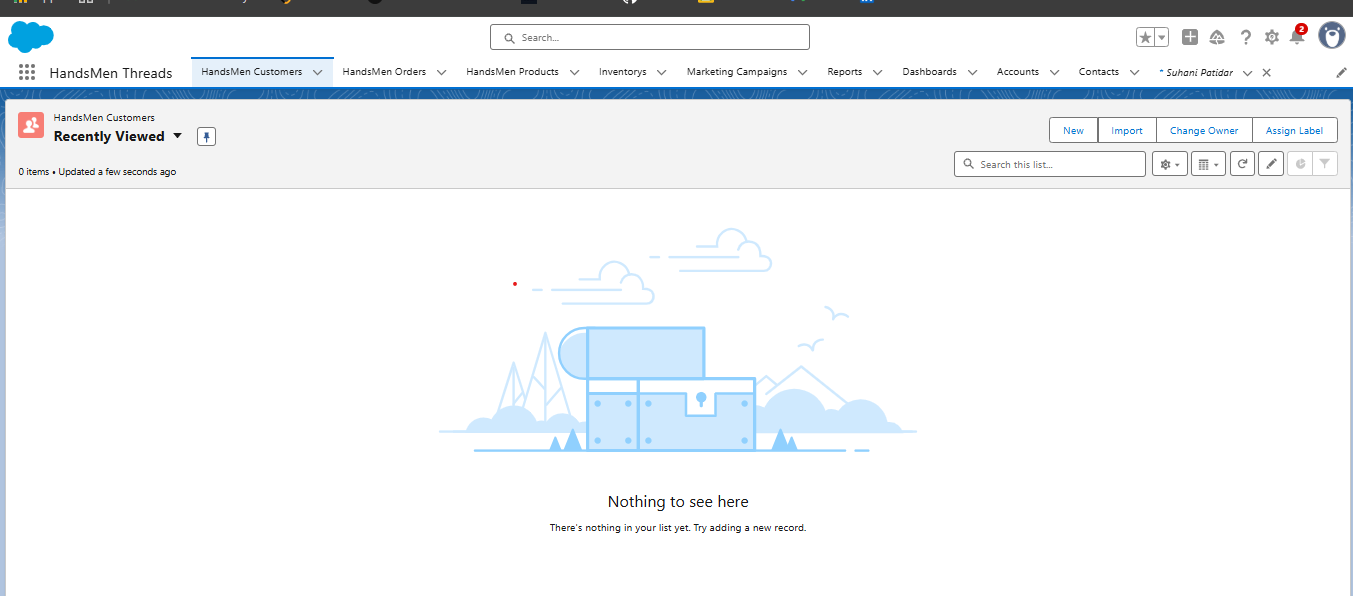 Search...
2
HandsMen Threads
HandsMen Customers
HandsMen Orders
HandsMen Products
Inventorys
Marketing Campaigns
Reports
Dashboards
Accounts
Contacts
* Suhani Patidar
HandsMen Customers
Recently Viewed
New
Import
Change Owner
Assign Label
0 items • Updated a few seconds ago
Search this list...
Nothing to see here
There's nothing in your list yet. Try adding a new record.